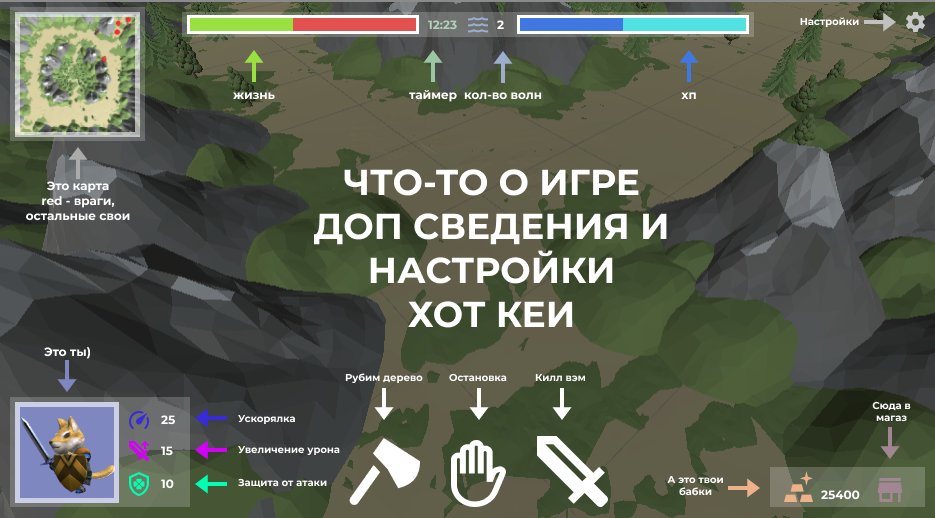 12:23 2
Настройки
жизнь
таймер кол-во волн
хп
Это карта
red - враги,
остальные свои
ЧТО-ТО О ИГРЕ
ДОП СВЕДЕНИЯ И
НАСТРОЙКИ
ХОТ КЕИ
Это ты)
25 Ускорялка
15 Увеличение урона
10 Защита от атаки
Рубим дерево
Остановка
Килл вэм
А это твои
бабки
25400
Сюда в
магаз